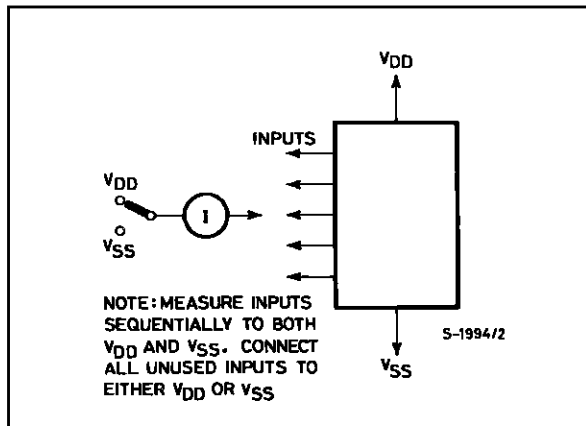 VDD
INPUTS
VDD
I
VSS
NOTE: MEASURE INPUTS
SEQUENTIALLY TO BOTH
VDD AND VSS. CONNECT
ALL UNUSED INPUTS TO
EITHER VDD OR VSS
S-1994/2
VSS